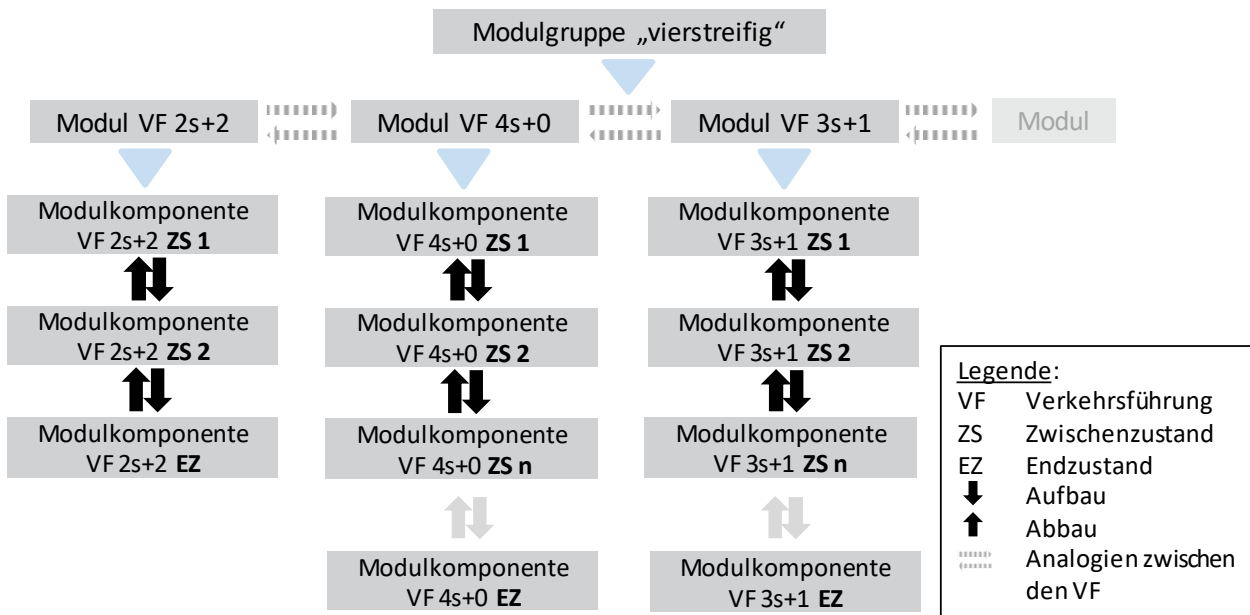 Modulgruppe „vierstreifig“
Modul VF 2s+2
Modul VF 4s+0
Modul VF 3s+1
Modul
Modulkomponente
VF 2s+2 ZS 1
Modulkomponente
VF 4s+0 ZS 1
Modulkomponente
VF 3s+1 ZS 1
Modulkomponente
VF 2s+2 ZS 2
Modulkomponente
VF 4s+0 ZS 2
Modulkomponente
VF 3s+1 ZS 2
Modulkomponente
VF 2s+2 EZ
Modulkomponente
VF 4s+0 ZS n
Modulkomponente
VF 3s+1 ZS n
Modulkomponente
VF 4s+0 EZ
Modulkomponente
VF 3s+1 EZ
Legende:
VF Verkehrsführung
ZS Zwischenzustand
EZ Endzustand
Aufbau
Abbau
Analogien zwischen
den VF